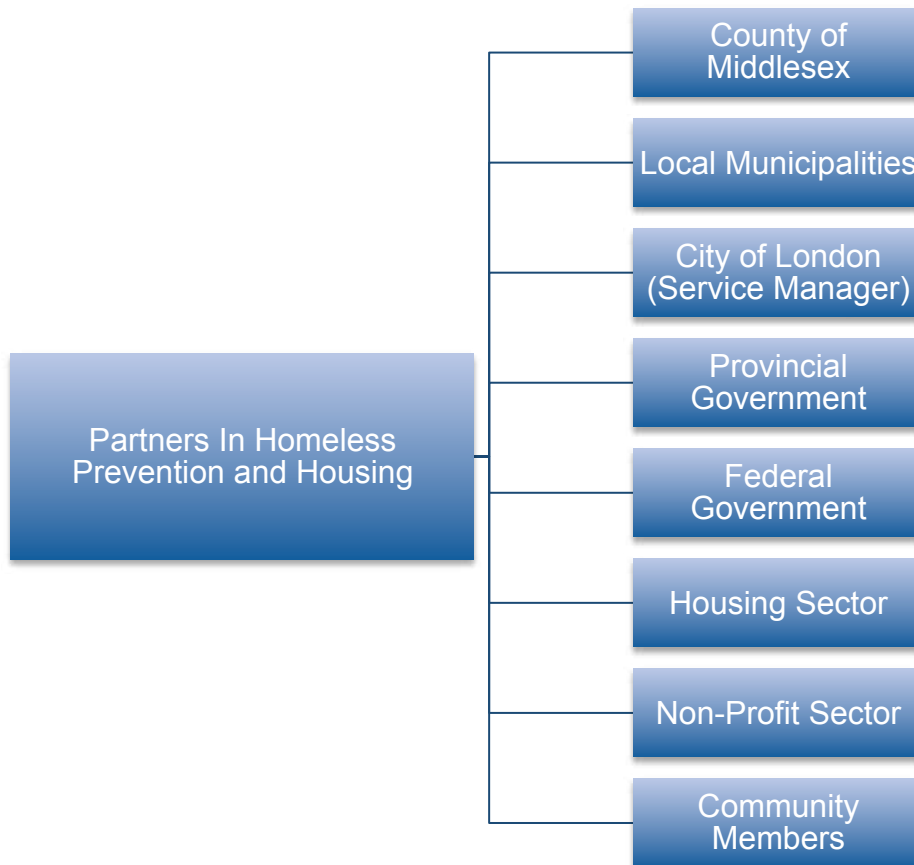 County of
Middlesex
Local Municipalities
City of London
(Service Manager)
Provincial
Government
Partners In Homeless
Prevention and Housing
Federal
Government
Housing Sector
Non-Profit Sector
Community
Members